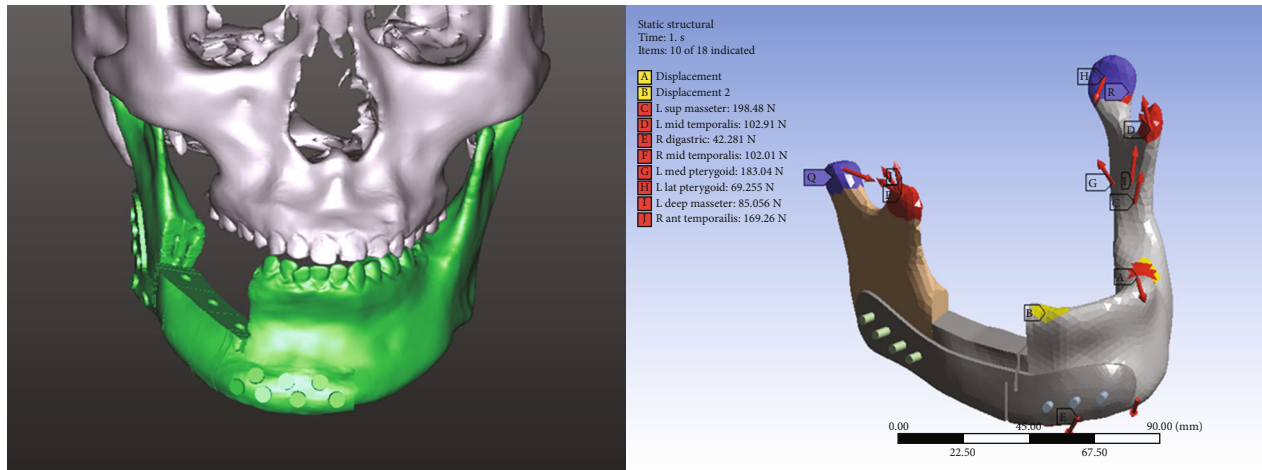 Static structural
Time: 1. s
Items: 10 of 18 indicated
A Displacement
B Displacement 2
C L sup masseter: 198.48 N
D L mid temporalis: 102.91 N
E R digastric: 42.281 N
F R mid temporalis: 102.01 N
G L med pterygoid: 183.04 N
H L lat pterygoid: 69.255 N
I L deep masseter: 85.056 N
J R ant temporailis: 169.26 N
H
R
D
Q
G
I
C
A
B
E
0.00 45.00 90.00 (mm)
22.50 67.50